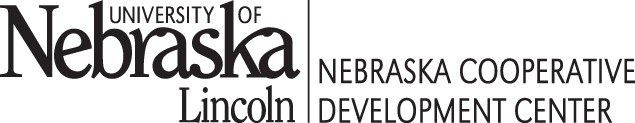 UNIVERSITY OF
Nebraska
Lincoln
NEBRASKA COOPERATIVE
DEVELOPMENT CENTER